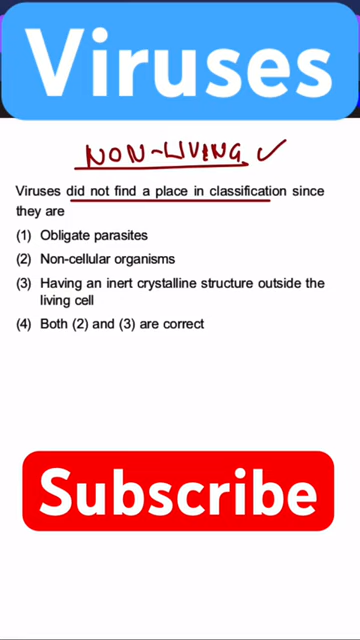 Viruses
NON-LIVING ✓
Viruses did not find a place in classification since
they are
(1) Obligate parasites
(2) Non-cellular organisms
(3) Having an inert crystalline structure outside the
living cell
(4) Both (2) and (3) are correct
Subscribe